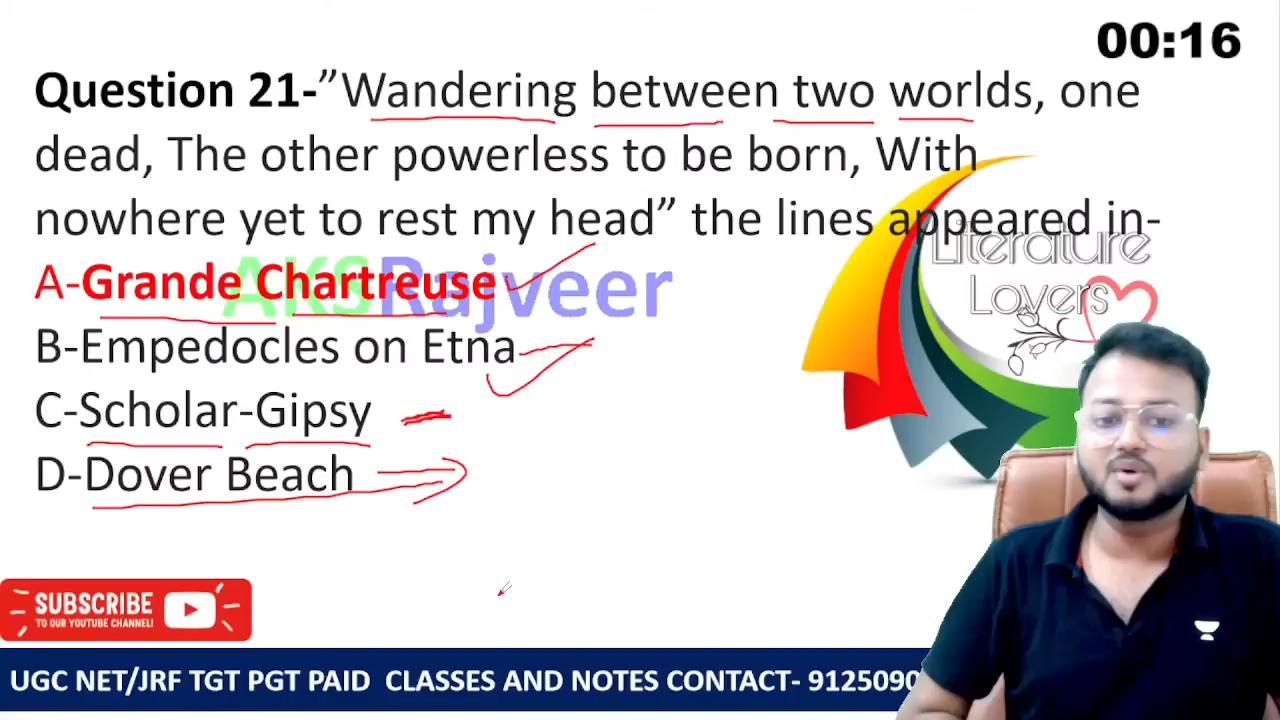 00:16
Question 21-”Wandering between two worlds, one
dead, The other powerless to be born, With
nowhere yet to rest my head” the lines appeared in-
Literature
Lovers
A-Grande Chartreuse
AKSRajveer
B-Empedocles on Etna
C-Scholar-Gipsy
D-Dover Beach
SUBSCRIBE
TO OUR YOUTUBE CHANNEL!
UGC NET/JRF TGT PGT PAID CLASSES AND NOTES CONTACT- 9125090